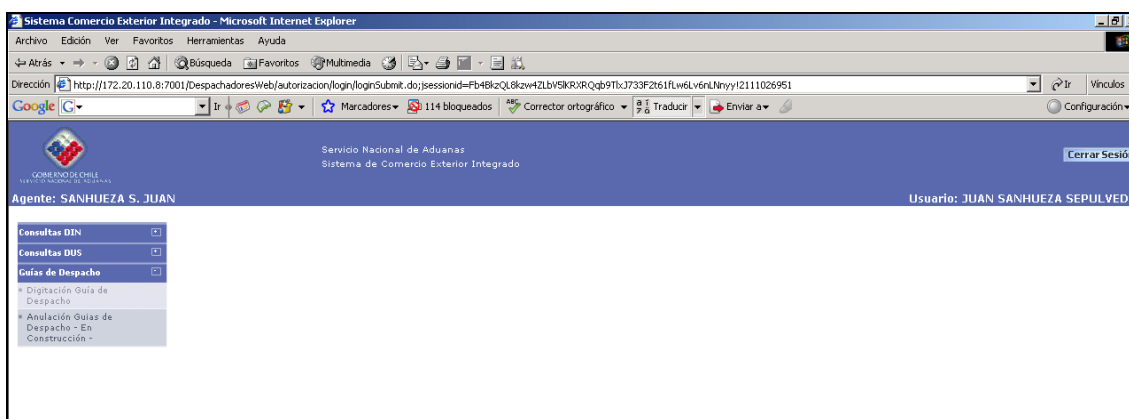 Sistema Comercio Exterior Integrado - Microsoft Internet Explorer
Archivo Edición Ver Favoritos Herramientas Ayuda
Atrás Búsqueda Favoritos Multimedia
Dirección http://172.20.110.8:7001/DespachadoresWeb/autorizacion/login/loginSubmit.do;jsessionid=Fb4BkzQL8kzw4ZLbV5lKRXRQqb9TlxJ733F2t61fLw6Lv6nLNnyy!2111026951 Ir Vínculos
Google G Ir Marcadores 114 bloqueados Corrector ortográfico Traducir Enviar a Configuración
Servicio Nacional de Aduanas
Sistema de Comercio Exterior Integrado
Cerrar Sesió
GOBIERNO DE CHILE
SERVICIO NACIONAL DE ADUANAS
Agente: SANHUEZA S. JUAN Usuario: JUAN SANHUEZA SEPULVED
Consultas DIN
Consultas DUS
Guías de Despacho
Digitación Guía de
Despacho
Anulación Guias de
Despacho - En
Construcción -